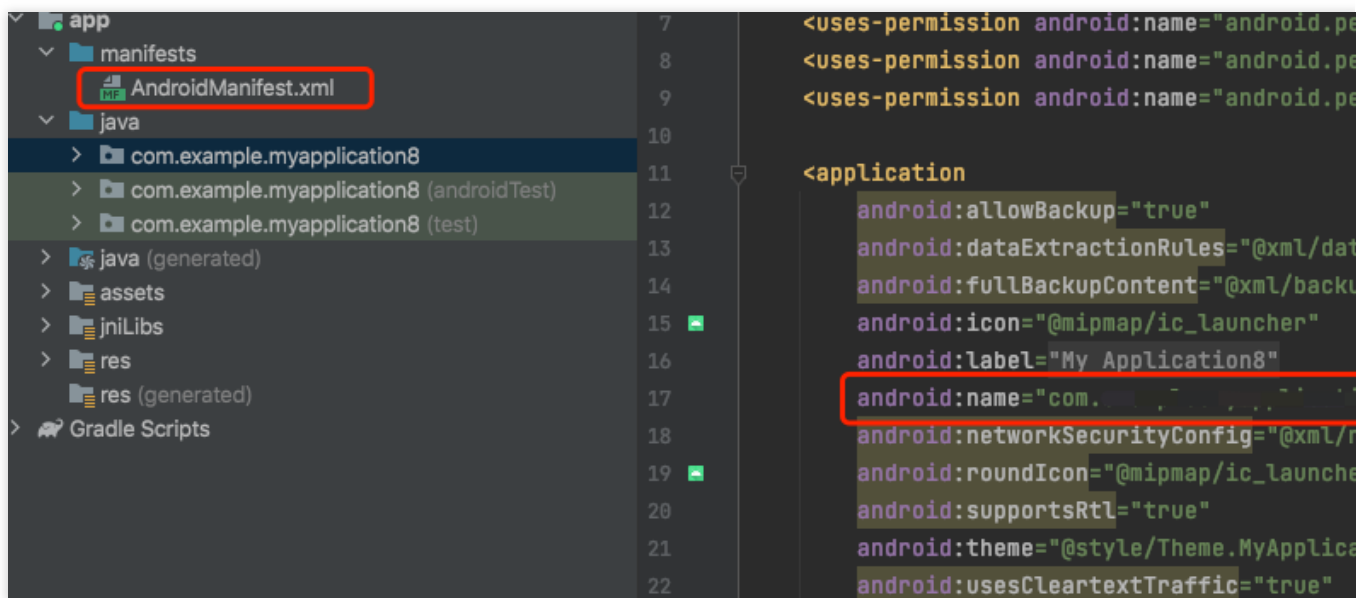 app
manifests
AndroidManifest.xml
java
com.example.myapplication8
com.example.myapplication8 (androidTest)
com.example.myapplication8 (test)
java (generated)
assets
jniLibs
res
res (generated)
Gradle Scripts
7 <uses-permission android:name="android.pe
8 <uses-permission android:name="android.pe
9 <uses-permission android:name="android.pe
10
11 <application
12 android:allowBackup="true"
13 android:dataExtractionRules="@xml/dat
14 android:fullBackupContent="@xml/backu
15 android:icon="@mipmap/ic_launcher"
16 android:label="My Application8"
17 android:name="com.
18 android:networkSecurityConfig="@xml/n
19 android:roundIcon="@mipmap/ic_launche
20 android:supportsRtl="true"
21 android:theme="@style/Theme.MyApplica
22 android:usesCleartextTraffic="true"